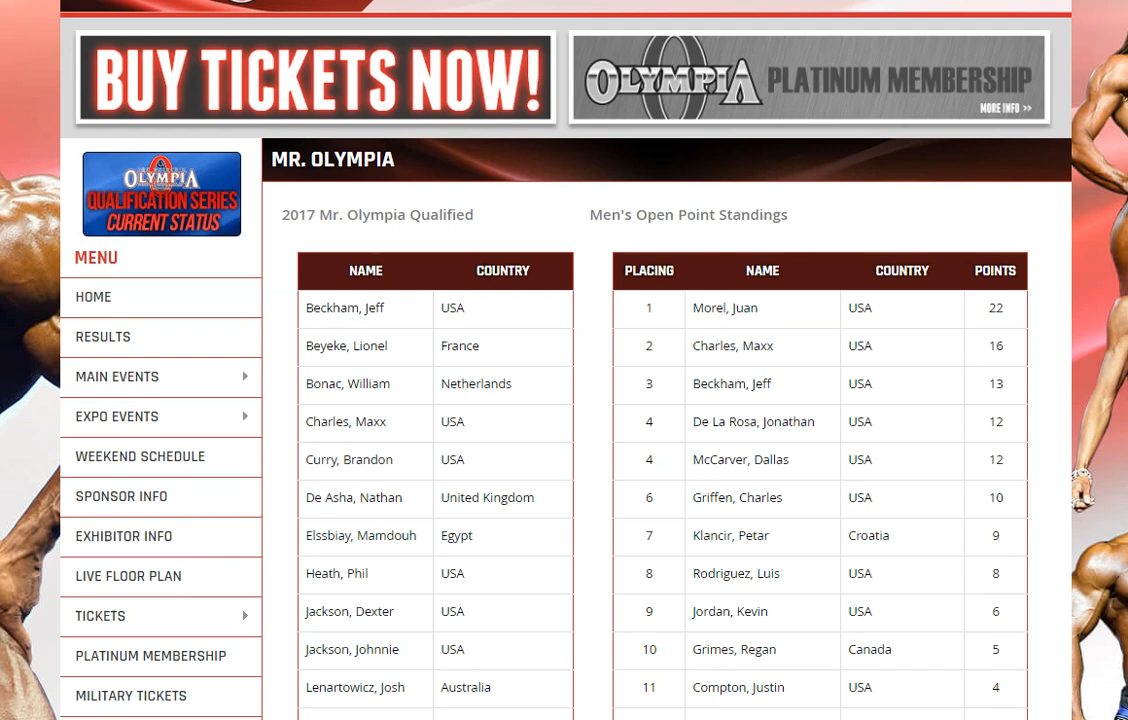 BUY TICKETS NOW!
OLYMPIA PLATINUM MEMBERSHIP
MORE INFO >>
OLYMPIA
QUALIFICATION SERIES
CURRENT STATUS
MENU
HOME
RESULTS
MAIN EVENTS
EXPO EVENTS
WEEKEND SCHEDULE
SPONSOR INFO
EXHIBITOR INFO
LIVE FLOOR PLAN
TICKETS
PLATINUM MEMBERSHIP
MILITARY TICKETS
MR. OLYMPIA
2017 Mr. Olympia Qualified
NAME COUNTRY
Beckham, Jeff USA
Beyeke, Lionel France
Bonac, William Netherlands
Charles, Maxx USA
Curry, Brandon USA
De Asha, Nathan United Kingdom
Elssbiay, Mamdouh Egypt
Heath, Phil USA
Jackson, Dexter USA
Jackson, Johnnie USA
Lenartowicz, Josh Australia
Men's Open Point Standings
PLACING NAME COUNTRY POINTS
1 Morel, Juan USA 22
2 Charles, Maxx USA 16
3 Beckham, Jeff USA 13
4 De La Rosa, Jonathan USA 12
4 McCarver, Dallas USA 12
6 Griffen, Charles USA 10
7 Klancir, Petar Croatia 9
8 Rodriguez, Luis USA 8
9 Jordan, Kevin USA 6
10 Grimes, Regan Canada 5
11 Compton, Justin USA 4